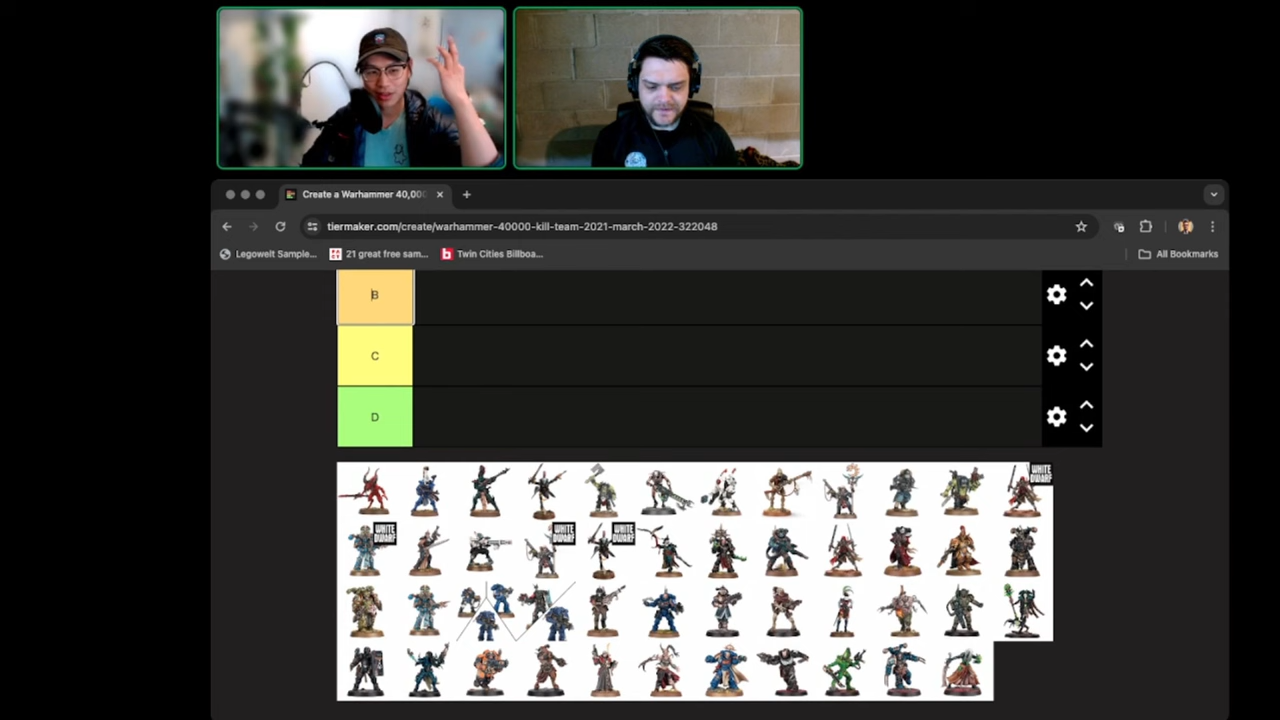 Create a Warhammer 40,00
tiermaker.com/create/warhammer-40000-kill-team-2021-march-2022-322048
Legowelt Sample...
21 great free sam...
Twin Cities Billboa...
All Bookmarks
B
C
D
WHITE DWARF
WHITE DWARF
WHITE DWARF
WHITE DWARF